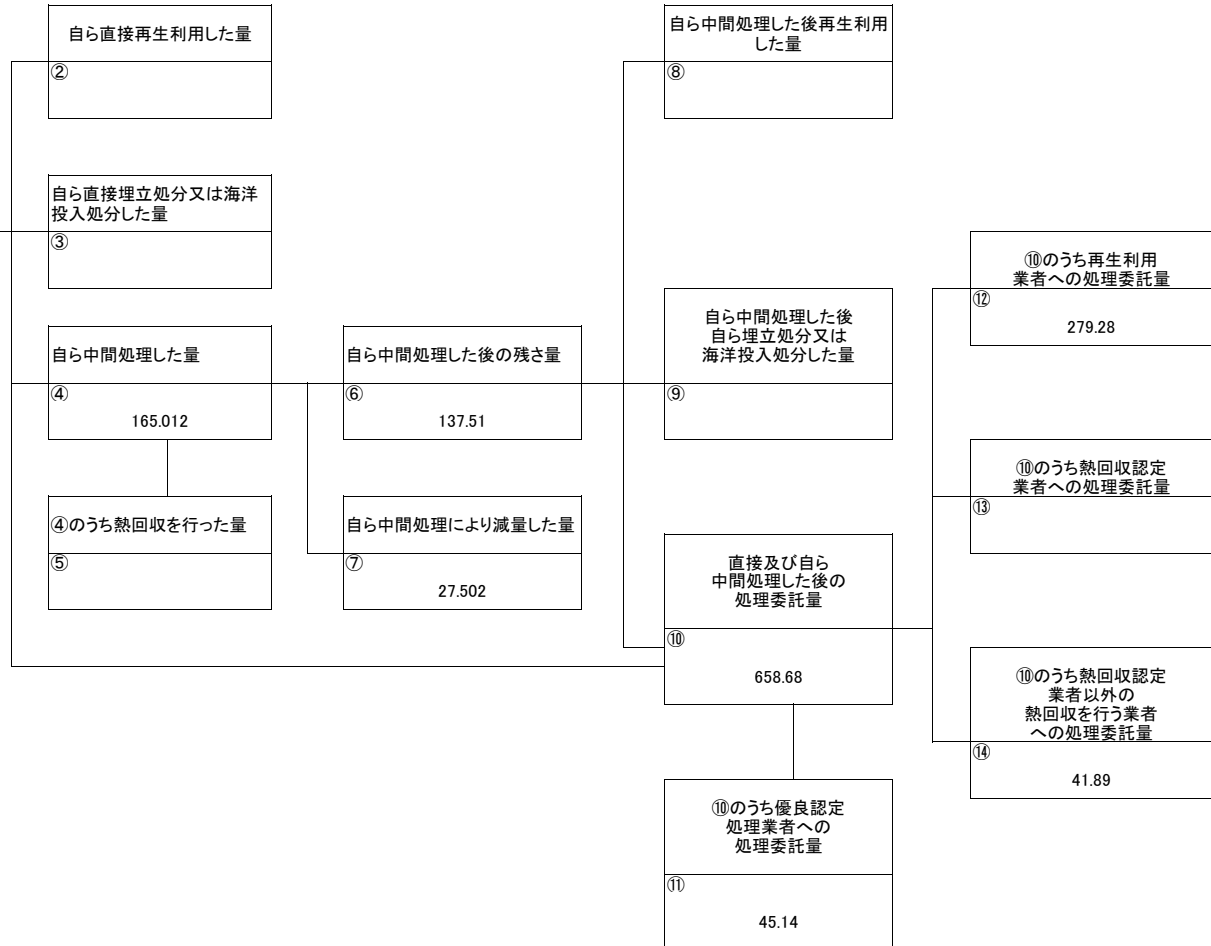 自ら直接再生利用した量
②
自ら中間処理した後再生利用
した量
⑧
自ら直接埋立処分又は海洋
投入処分した量
③
⑩のうち再生利用
業者への処理委託量
⑫
279.28
自ら中間処理した量
④
165.012
自ら中間処理した後の残さ量
⑥
137.51
自ら中間処理した後
自ら埋立処分又は
海洋投入処分した量
⑨
⑩のうち熱回収認定
業者への処理委託量
⑬
④のうち熱回収を行った量
⑤
自ら中間処理により減量した量
⑦
27.502
直接及び自ら
中間処理した後の
処理委託量
⑩
658.68
⑩のうち熱回収認定
業者以外の
熱回収を行う業者
への処理委託量
⑭
41.89
⑩のうち優良認定
処理業者への
処理委託量
⑪
45.14